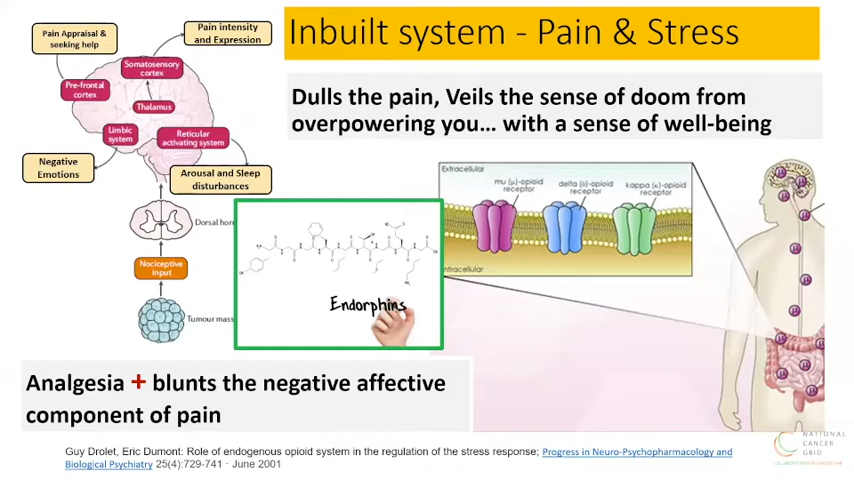 Inbuilt system - Pain & Stress
Pain Appraisal &
seeking help
Pain intensity
and Expression
Somatosensory
cortex
Pre-frontal
cortex
Thalamus
Limbic
system
Reticular
activating system
Negative
Emotions
Arousal and Sleep
disturbances
Dorsal horn
Nociceptive
input
Tumour mass
Dulls the pain, Veils the sense of doom from
overpowering you... with a sense of well-being
Extracellular
mu (μ)-opioid
receptor
delta (δ)-opioid
receptor
kappa (κ)-opioid
receptor
Endorphins
Analgesia + blunts the negative affective
component of pain
Guy Drolet, Eric Dumont: Role of endogenous opioid system in the regulation of the stress response; Progress in Neuro-Psychopharmacology and
Biological Psychiatry 25(4):729-741 · June 2001
NATIONAL
CANCER
GRID